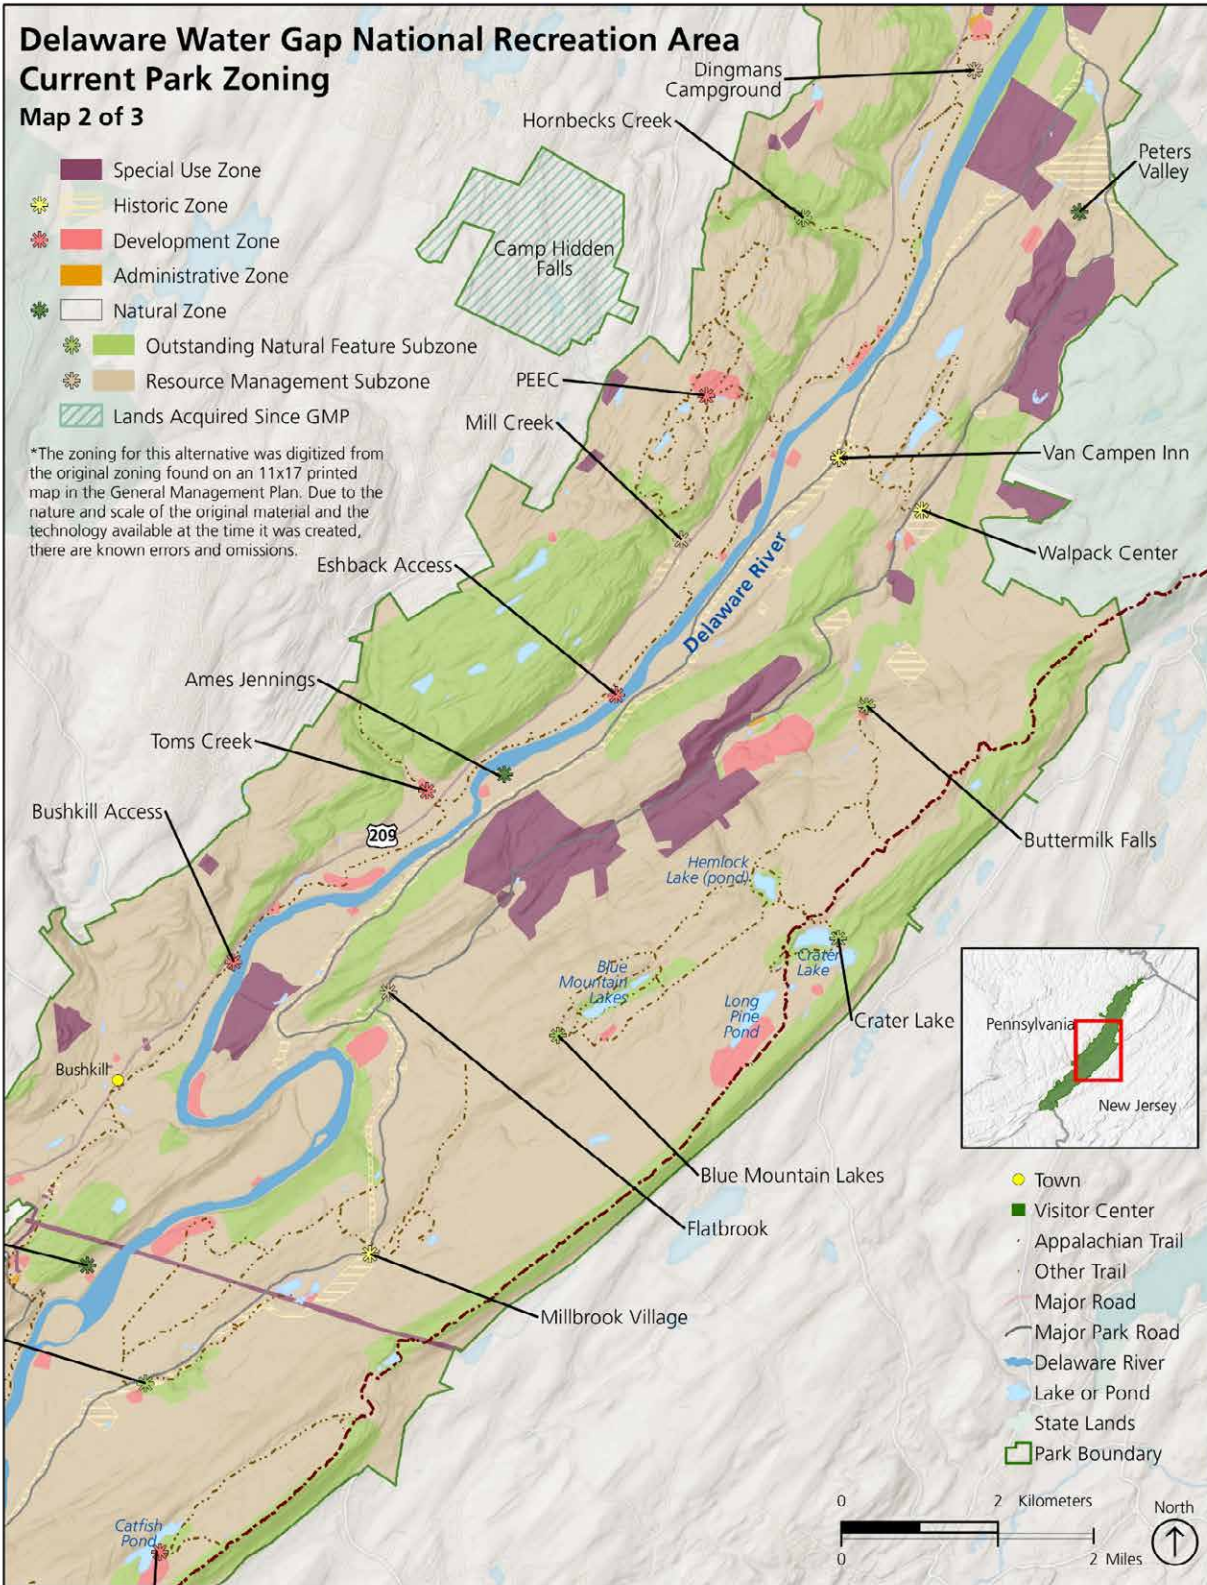 Delaware Water Gap National Recreation Area
Current Park Zoning
Map 2 of 3
Special Use Zone
Historic Zone
Development Zone
Administrative Zone
Natural Zone
Outstanding Natural Feature Subzone
Resource Management Subzone
Lands Acquired Since GMP
*The zoning for this alternative was digitized from
the original zoning found on an 11x17 printed
map in the General Management Plan. Due to the
nature and scale of the original material and the
technology available at the time it was created,
there are known errors and omissions.
Dingmans
Campground
Hornbecks Creek
Peters
Valley
Camp Hidden
Falls
PEEC
Mill Creek
Van Campen Inn
Walpack Center
Eshback Access
Delaware River
Ames Jennings
Toms Creek
Bushkill Access
209
Buttermilk Falls
Hemlock
Lake (pond)
Crater
Lake
Blue
Mountain
Lakes
Long
Pine
Pond
Crater Lake
Bushkill
Blue Mountain Lakes
Flatbrook
Millbrook Village
Catfish
Pond
Pennsylvania
New Jersey
Town
Visitor Center
Appalachian Trail
Other Trail
Major Road
Major Park Road
Delaware River
Lake or Pond
State Lands
Park Boundary
0 2 Kilometers
0 2 Miles
North